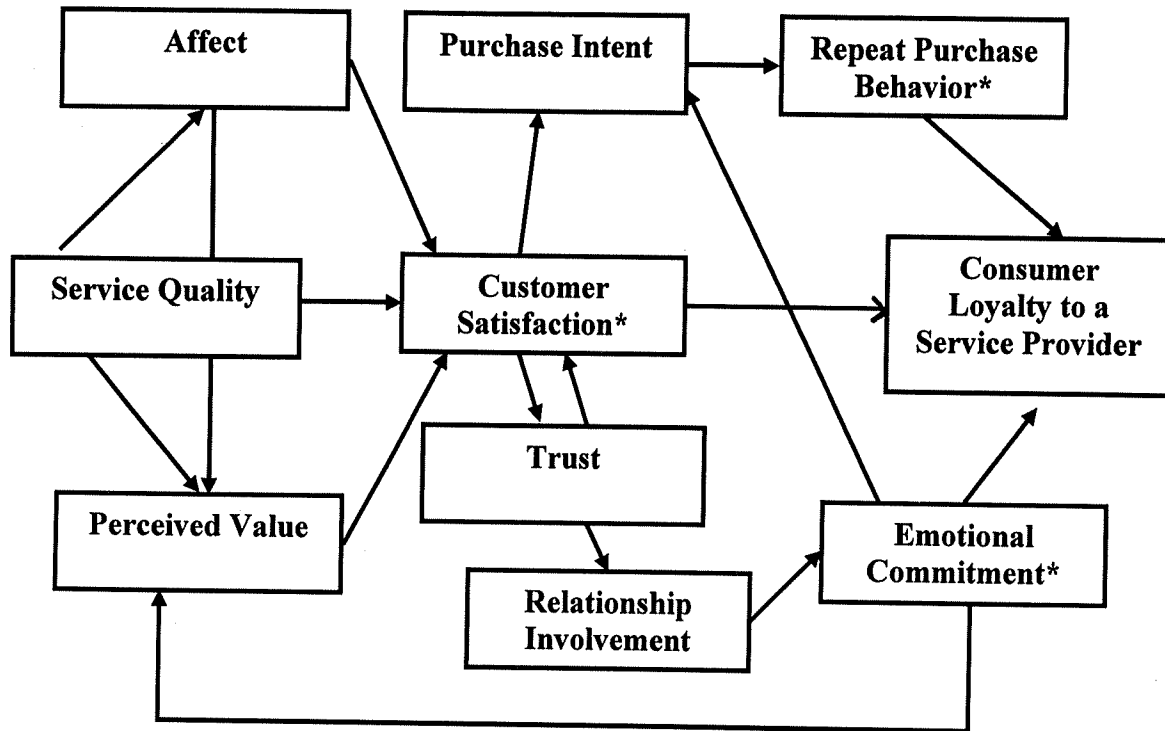 Affect
Purchase Intent
Repeat Purchase
Behavior*
Service Quality
Customer
Satisfaction*
Consumer
Loyalty to a
Service Provider
Trust
Perceived Value
Emotional
Commitment*
Relationship
Involvement